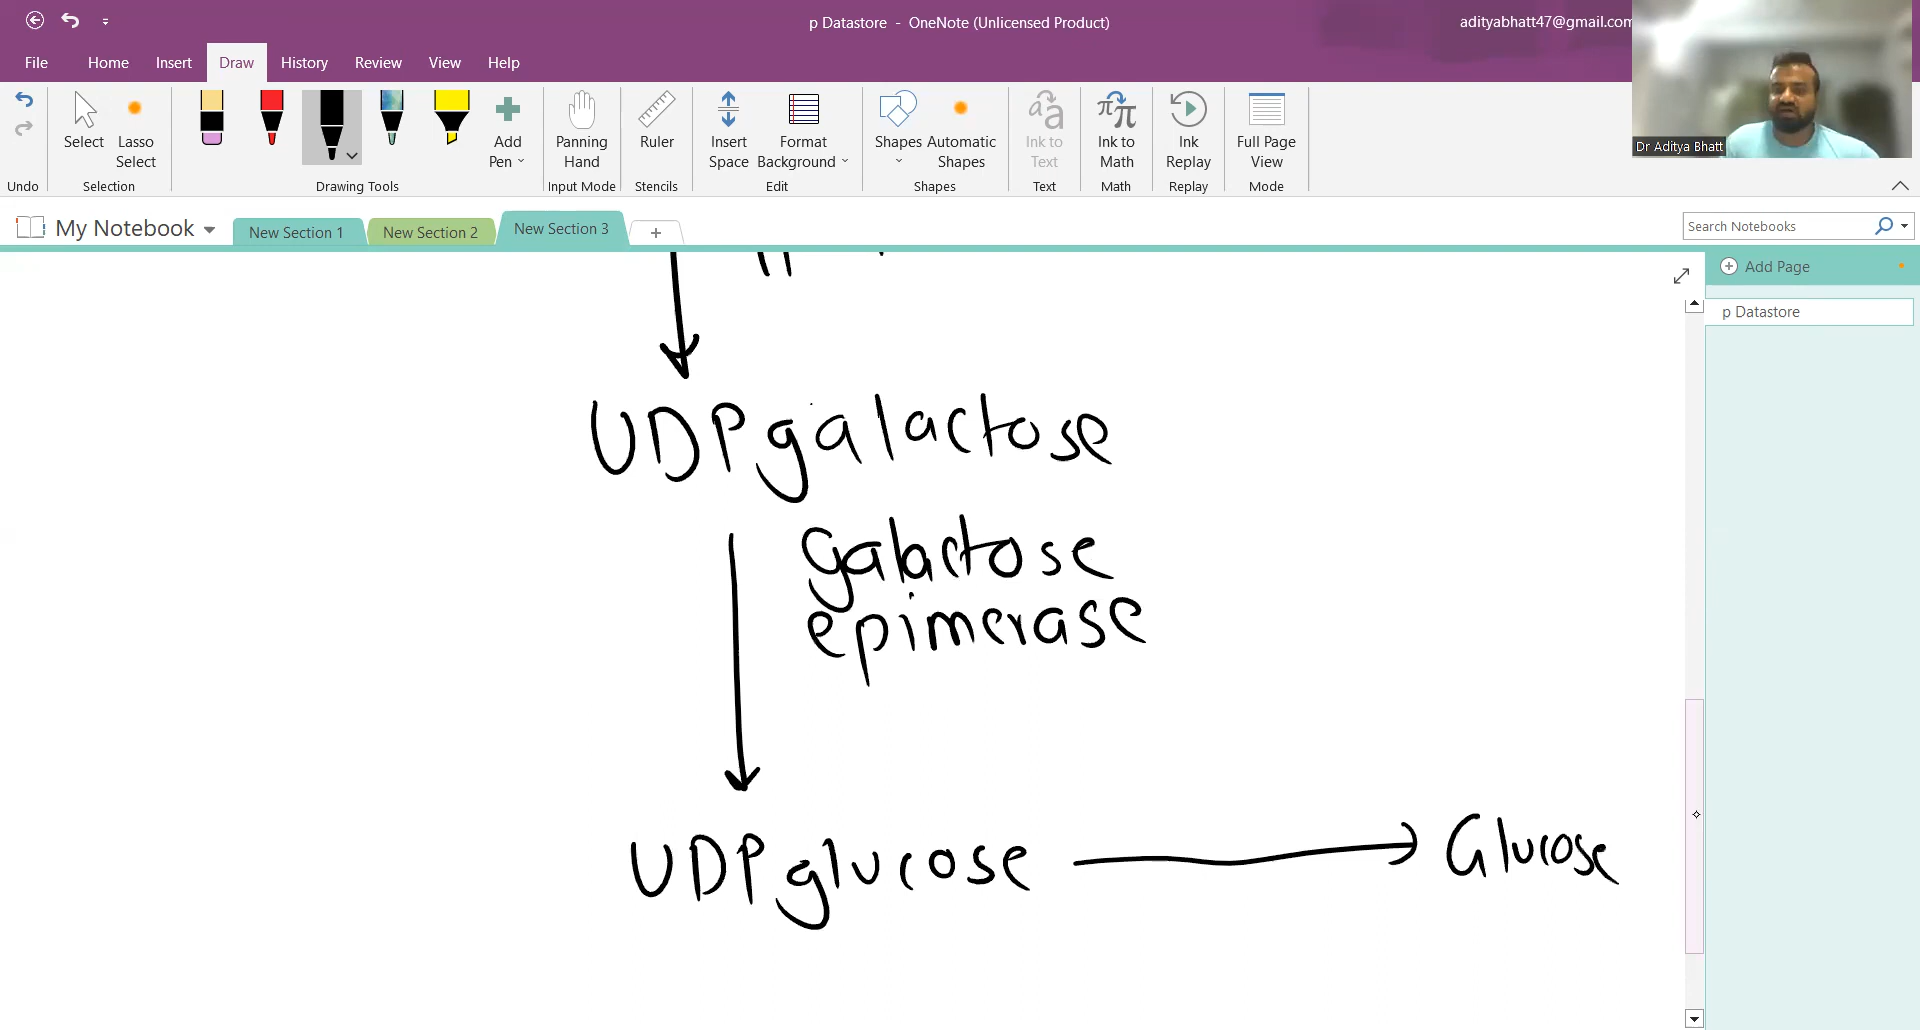 p Datastore - OneNote (Unlicensed Product)
adityabhatt47@gmail.com
File Home Insert Draw History Review View Help
Select
Lasso Select
Add Pen
Panning Hand
Ruler
Insert Space
Format Background
Shapes
Automatic Shapes
Ink to Text
Ink to Math
Ink Replay
Full Page View
Dr Aditya Bhatt
Undo Selection Drawing Tools Input Mode Stencils Edit Shapes Text Math Replay Mode
My Notebook New Section 1 New Section 2 New Section 3 Search Notebooks
Add Page
p Datastore
UDPgalactose
Galactose
epimerase
UDPglucose
Glucose